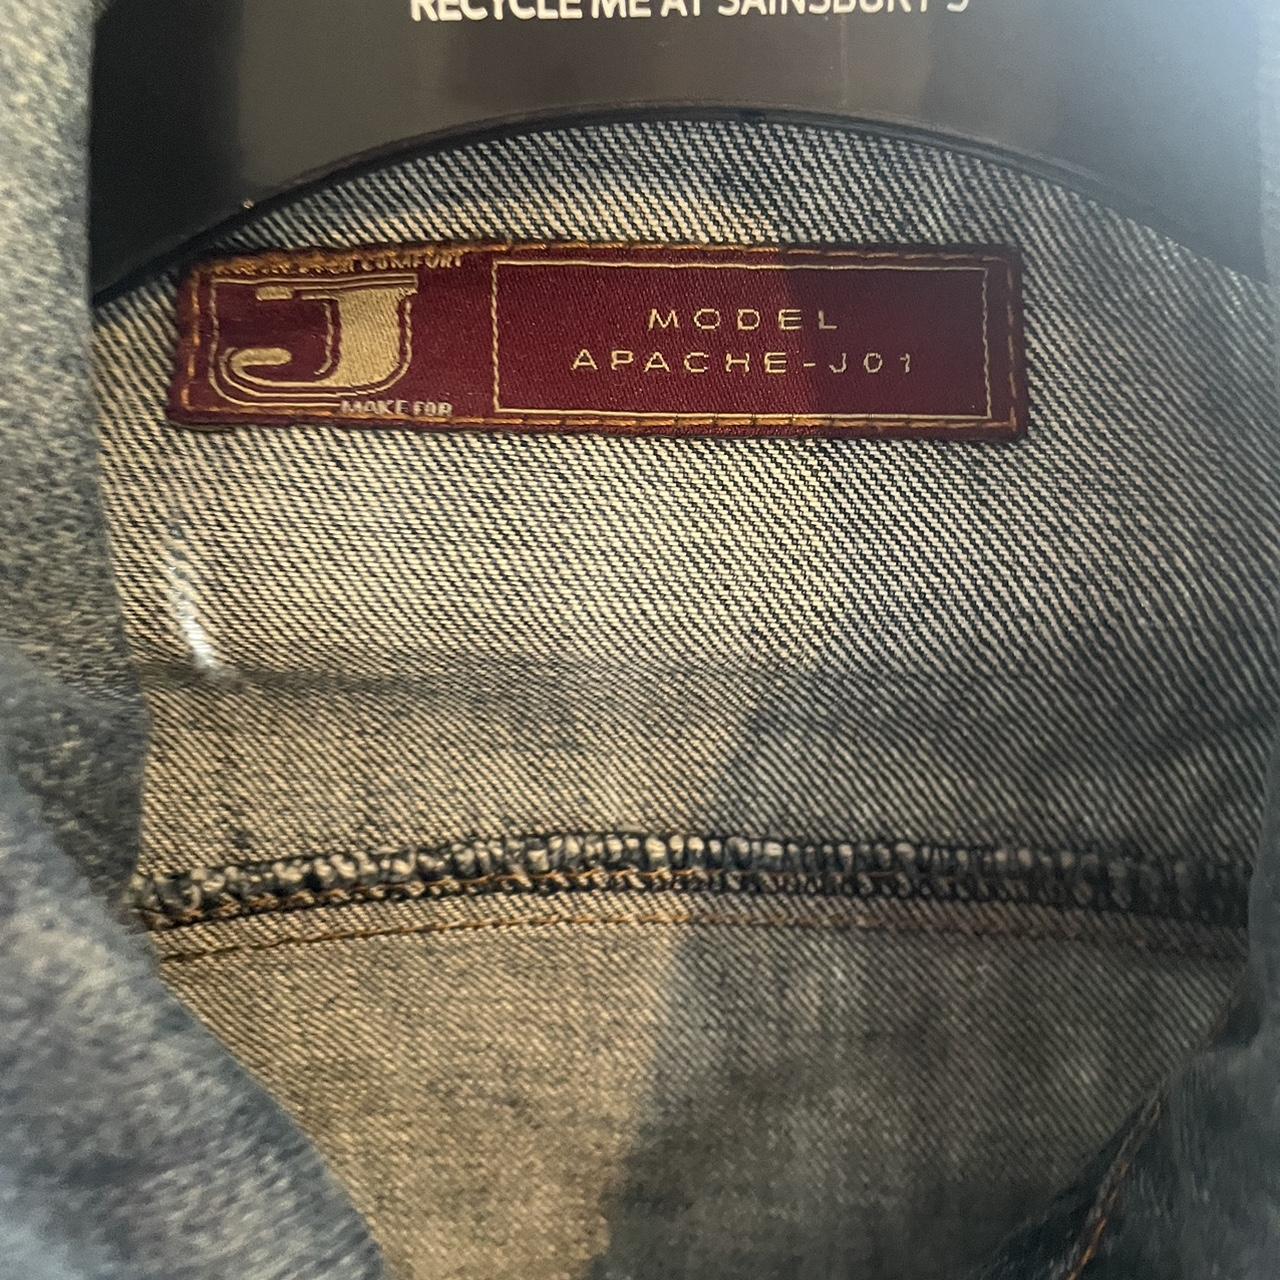 RECYCLE ME AT SAINSBURY'S
COMFORT
J
MAKE FOR
MODEL
APACHE-J01